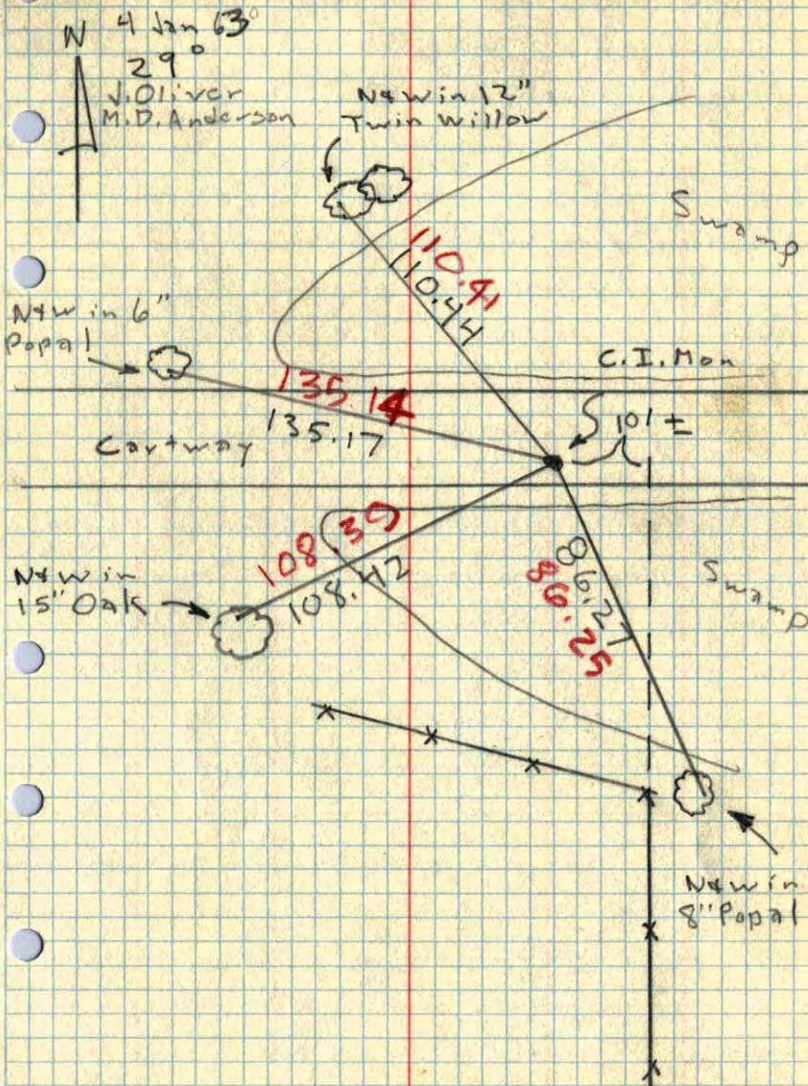 N
4 Jan 63
29°
J. Oliver
M.D. Anderson
N&W in 12"
Twin Willow
Swamp
110.41
110.44
N&W in 6"
Popal
C.I. Mon
135.14
135.17
10'±
Cartway
108.39
108.42
N&W in
15" Oak
86.27
86.25
Swamp
N&W in
8" Popal